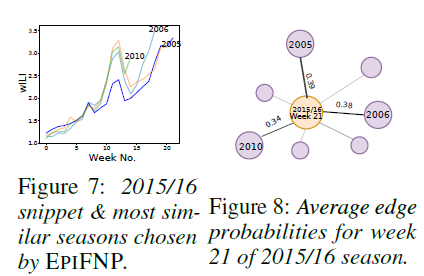 3.5
3.0
2.5
2.0
1.5
1.0
wILI
0 5 10 15 20
Week No.
2006
2005
2010
Figure 7: 2015/16
snippet & most sim-
ilar seasons chosen
by EPIFNP.
2005
0.39
2015/16
Week 21
0.38
2006
0.34
2010
Figure 8: Average edge
probabilities for week
21 of 2015/16 season.